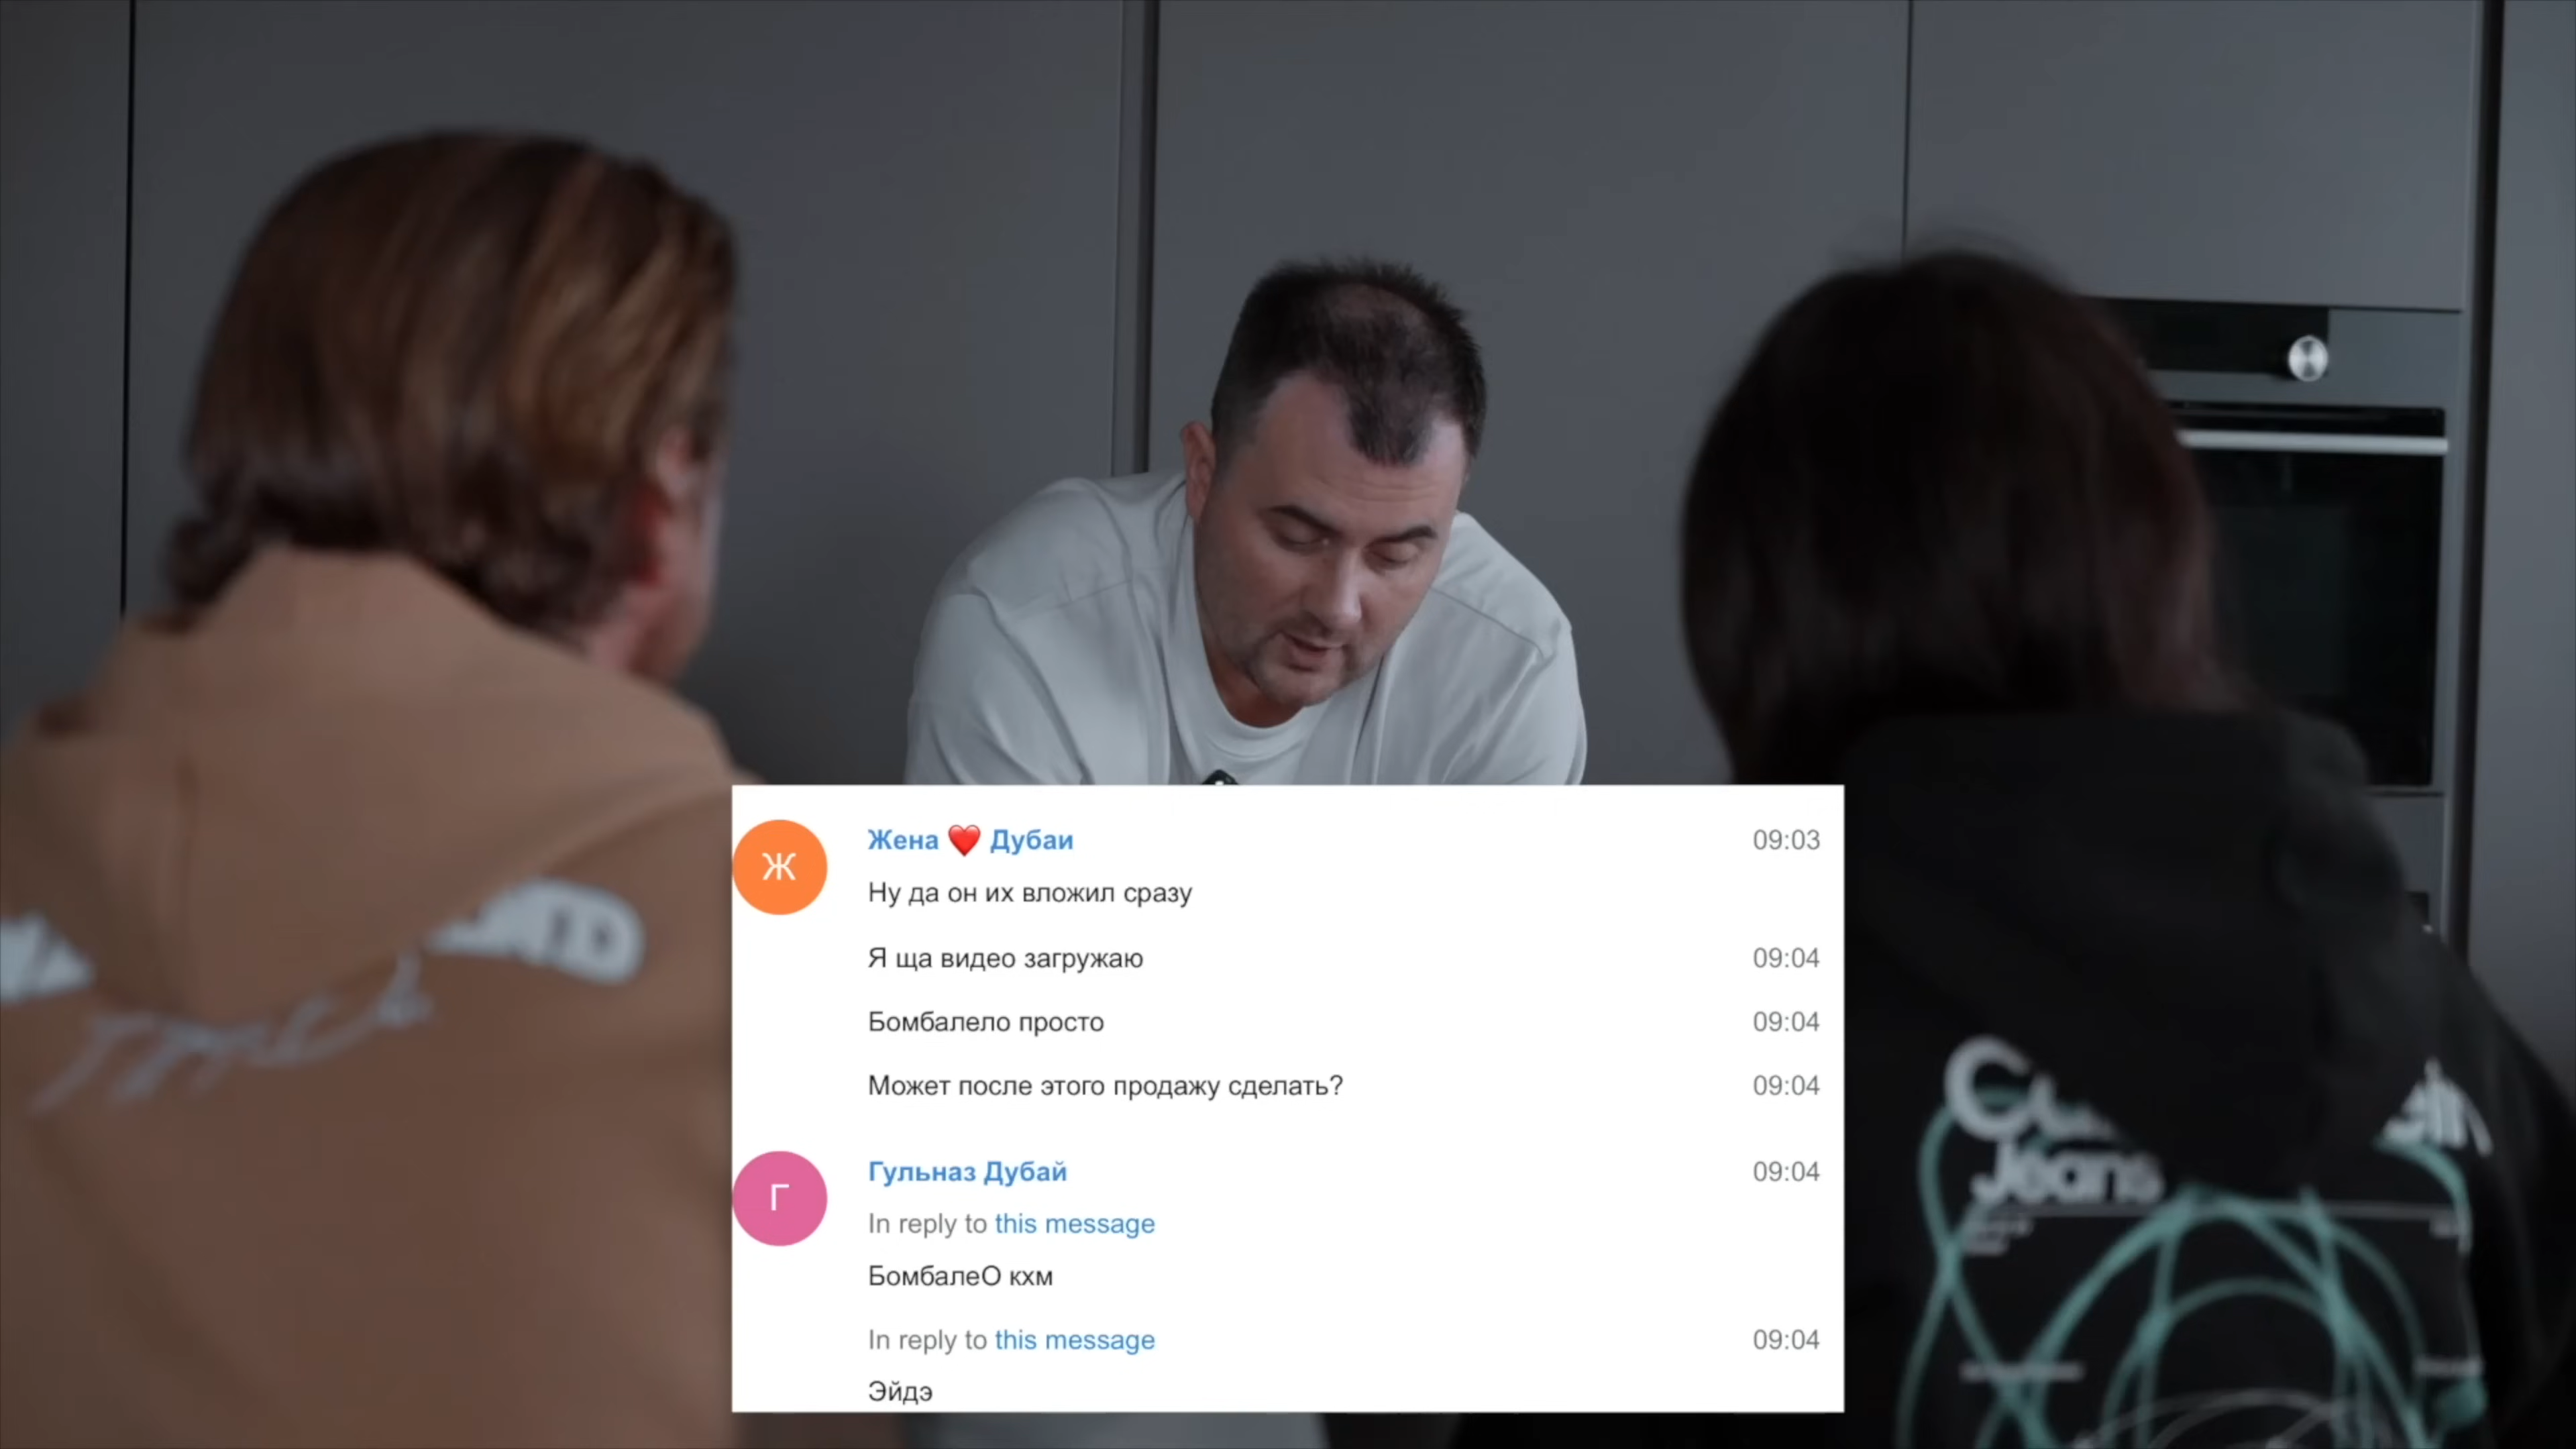 Ж
Жена ❤️ Дубаи 09:03
Ну да он их вложил сразу
Я ща видео загружаю 09:04
Бомбалело просто 09:04
Может после этого продажу сделать? 09:04
Г
Гульназ Дубай 09:04
In reply to this message
БомбалеО кхм
In reply to this message 09:04
Эйдэ
Jeans